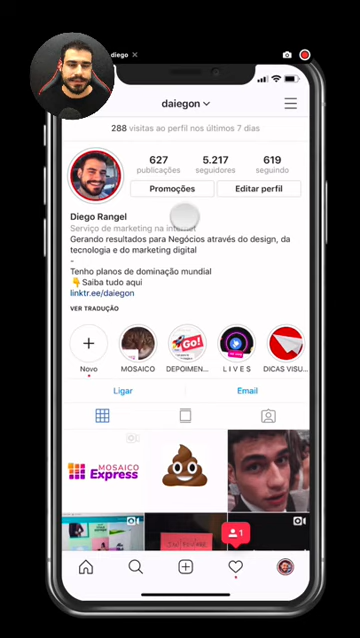 diego
daiegon
288 visitas ao perfil nos últimos 7 dias
627 5.217 619
publicações seguidores seguindo
Promoções Editar perfil
Diego Rangel
Serviço de marketing na internet
Gerando resultados para Negócios através do design, da
tecnologia e do marketing digital
-
Tenho planos de dominação mundial
👇Saiba tudo aqui
linktr.ee/daiegon
VER TRADUÇÃO
Go!
Novo MOSAICO DEPOIMEN... L I V E S DICAS VISU...
Ligar Email
MOSAICO
Express
1